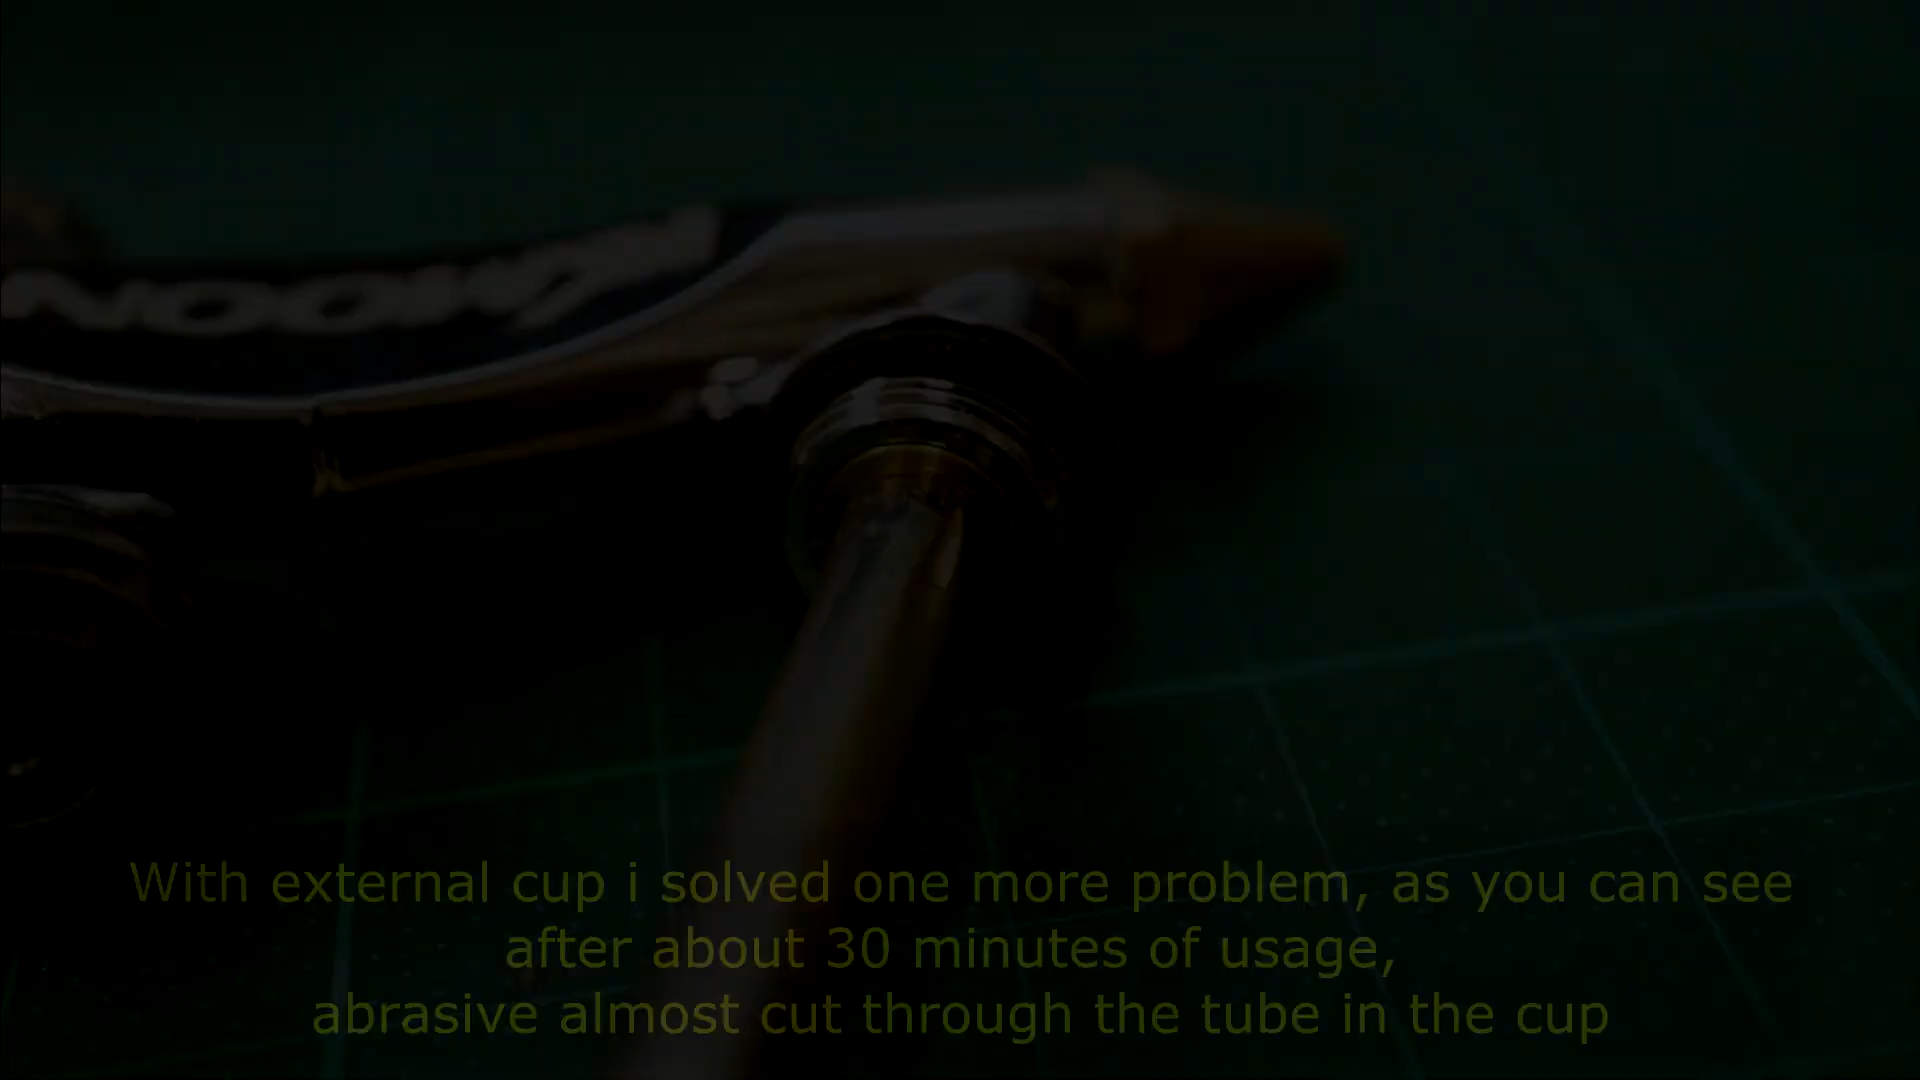 With external cup i solved one more problem, as you can see
after about 30 minutes of usage,
abrasive almost cut through the tube in the cup